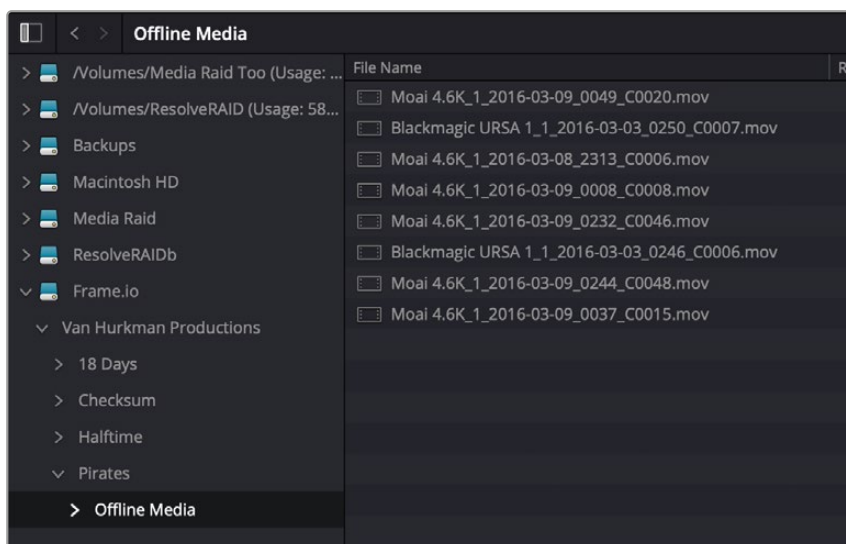 Offline Media
/Volumes/Media Raid Too (Usage: ...
/Volumes/ResolveRAID (Usage: 58...
Backups
Macintosh HD
Media Raid
ResolveRAIDb
Frame.io
Van Hurkman Productions
18 Days
Checksum
Halftime
Pirates
Offline Media
File Name
R
Moai 4.6K_1_2016-03-09_0049_C0020.mov
Blackmagic URSA 1_1_2016-03-03_0250_C0007.mov
Moai 4.6K_1_2016-03-08_2313_C0006.mov
Moai 4.6K_1_2016-03-09_0008_C0008.mov
Moai 4.6K_1_2016-03-09_0232_C0046.mov
Blackmagic URSA 1_1_2016-03-03_0246_C0006.mov
Moai 4.6K_1_2016-03-09_0244_C0048.mov
Moai 4.6K_1_2016-03-09_0037_C0015.mov